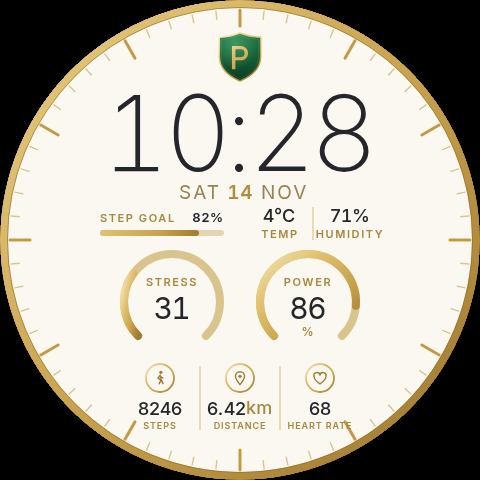 P
10:28
SAT 14 NOV
STEP GOAL 82%
4°C 71%
TEMP HUMIDITY
STRESS POWER
31 86
%
8246 6.42km 68
STEPS DISTANCE HEART RATE